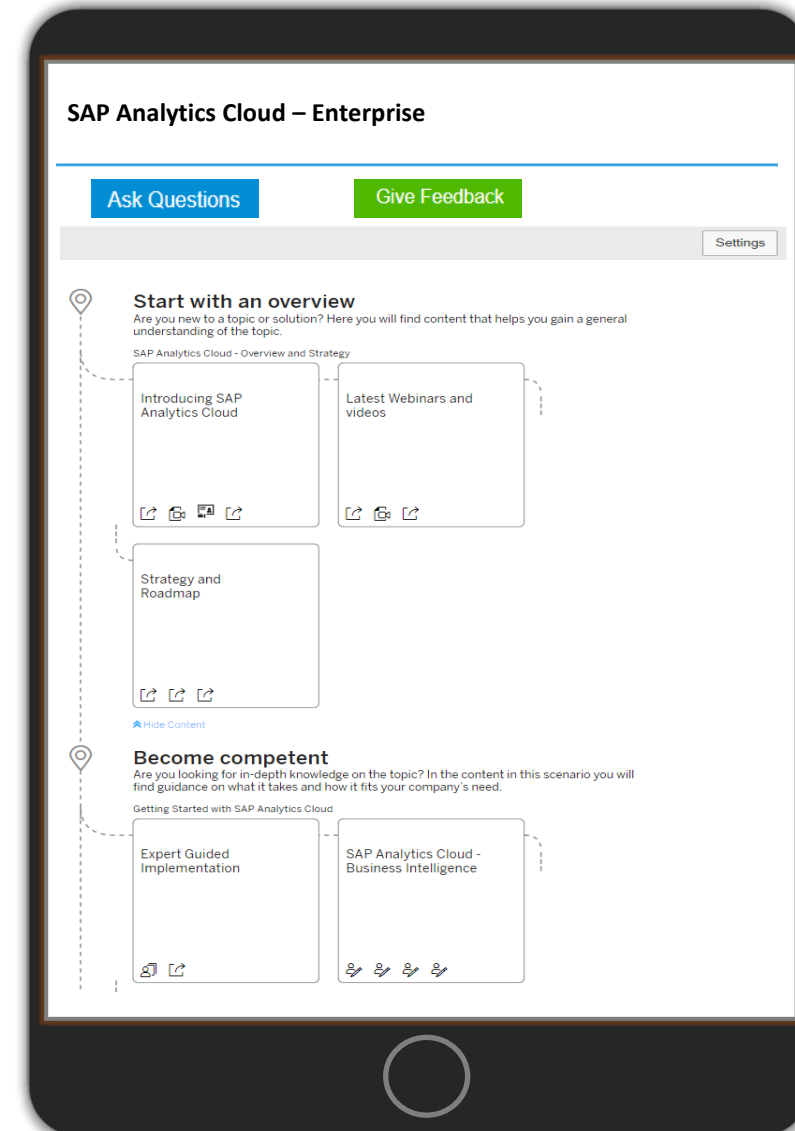 SAP Analytics Cloud – Enterprise
Ask Questions
Give Feedback
Settings
Start with an overview
Are you new to a topic or solution? Here you will find content that helps you gain a general
understanding of the topic.
SAP Analytics Cloud - Overview and Strategy
Introducing SAP
Analytics Cloud
Latest Webinars and
videos
Strategy and
Roadmap
Hide Content
Become competent
Are you looking for in-depth knowledge on the topic? In the content in this scenario you will
find guidance on what it takes and how it fits your company's need.
Getting Started with SAP Analytics Cloud
Expert Guided
Implementation
SAP Analytics Cloud -
Business Intelligence